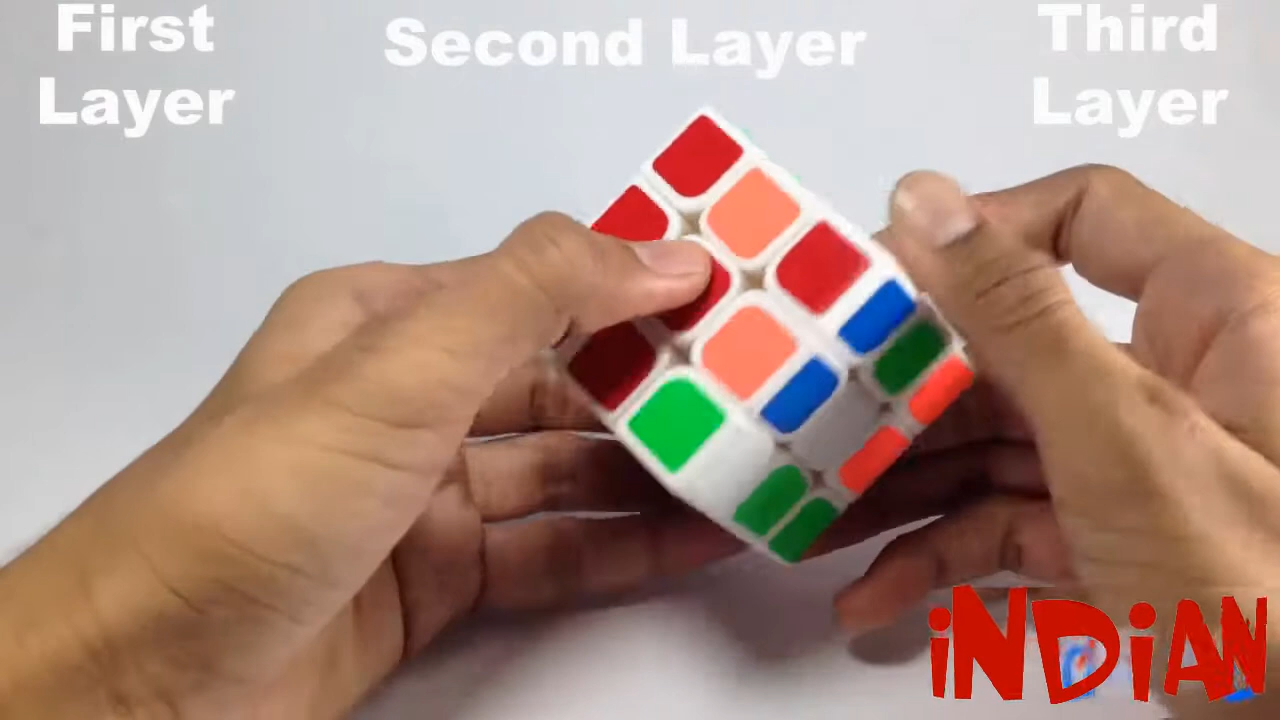 First
Layer
Second Layer
Third
Layer
iNDiAN